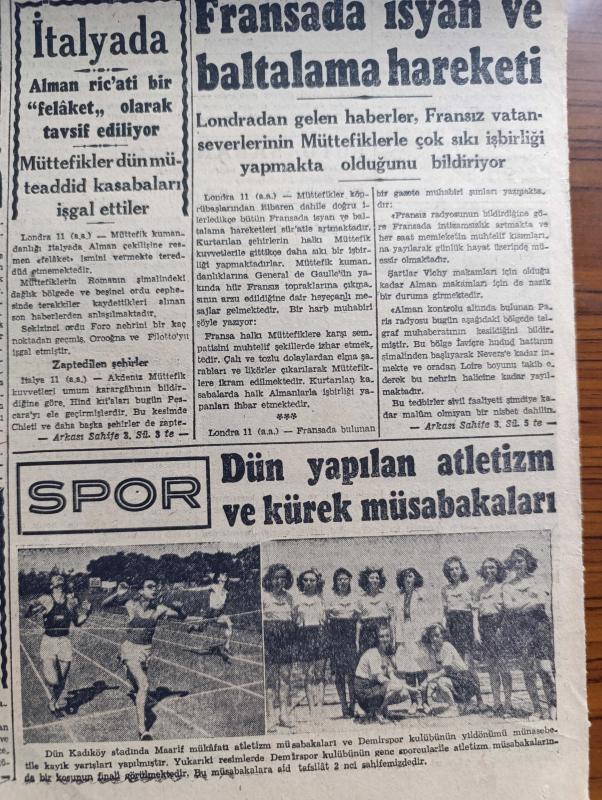 İtalyada
Alman ric'ati bir
"felâket„ olarak
tavsif ediliyor
Müttefikler dün mü-
teaddid kasabaları
işgal ettiler
Londra 11 (a.a.) — Müttefik kuman-
danlığı İtalyada Alman çekilişine res-
men «felâket» ismini vermekte tered-
düd etmemektedir.
Müttefiklerin Romanın şimalindeki
dağlık bölgede ve beşinci ordu cephe-
sinde terakkiler kaydettikleri alınan
son haberlerden anlaşılmaktadır.
Sekizinci ordu Foro nehrini bir kaç
noktadan geçmiş, Oroogna ve Filotto'yu
işgal etmiştir.
Zaptedilen şehirler
İtalya 11 (a.a.) — Akdeniz Müttefik
kuvvetleri umum karargâhının bildir-
diğine göre, Hind kıt'aları bugün Pes-
cara'yı ele geçirmişlerdir. Bu kesimde
Chieti ve daha başka şehirler de zapte-
— Arkası Sahife 3, Sü. 3 te —
Fransada isyan ve
baltalama hareketi
Londradan gelen haberler, Fransız vatan-
severlerinin Müttefiklerle çok sıkı işbirliği
yapmakta olduğunu bildiriyor
Londra 11 (a.a.) — Müttefikler köp-
rübaşlarından itibaren dahile doğru i-
lerledikçe bütün Fransada isyan ve bal-
talama hareketleri sür'atle artmaktadır.
Kurtarılan şehirlerin halkı Müttefik
kuvvetlerile gittikçe daha sıkı bir işbir-
liği yapmaktadırlar. Müttefik kuman-
danlıklarına General de Gaulle'ün ya-
kında hür Fransız topraklarına çıkma-
sının arzu edildiğine dair heyecanlı me-
sajlar gelmektedir. Bir harb muhabiri
şöyle yazıyor:
Fransa halkı Müttefiklere karşı sem-
patisini muhtelif şekillerde izhar etmek-
tedir. Çalı ve tozlu dolaylardan elma şa-
rabları ve likörler çıkarılarak Müttefik-
lere ikram edilmektedir. Kurtarılan ka-
sabalarda halk Almanlarla işbirliği ya-
panları ihbar etmektedir.
***
Londra 11 (a.a.) — Fransada bulunan
bir gazete muhabiri şunları yazmakta-
dır:
«Fransız radyosunun bildirdiğine gö-
re Fransada intizamsızlık artmakta ve
her saat memleketin muhtelif kısımları-
na yayılarak günlük hayat üzerinde mü-
essir olmaktadır.
Şartlar Vichy makamları için olduğu
kadar Alman makamları için de nazik
bir duruma girmektedir.
«Alman kontrolu altında bulunan Pa-
ris radyosu bugün aşağıdaki bölgede tel-
graf muhaberatının kesildiğini bildir-
miştir. Bu bölge İsviçre hudud hattının
şimalinden başlıyarak Nevers'e kadar in-
mekte ve oradan Loire boyunu takib e-
derek bu nehrin halicine kadar yayıl-
maktadır.
Bu tedbirler sivil faaliyeti şimdiye ka-
dar malûm olmıyan bir nisbet dahilin-
— Arkası Sahife 3, Sü. 5 te —
SPOR
Dün yapılan atletizm
ve kürek müsabakaları
Dün Kadıköy stadında Maarif mükâfatı atletizm müsabakaları ve Demirspor kulübünün yıldönümü münasebe-
tile kayık yarışları yapılmıştır. Yukarıki resimlerde Demirspor kulübünün genc sporcularile atletizm müsabakaların-
da bir koşunun finali görülmektedir. Bu müsabakalara aid tafsilât 2 nci sahifemizdedir.